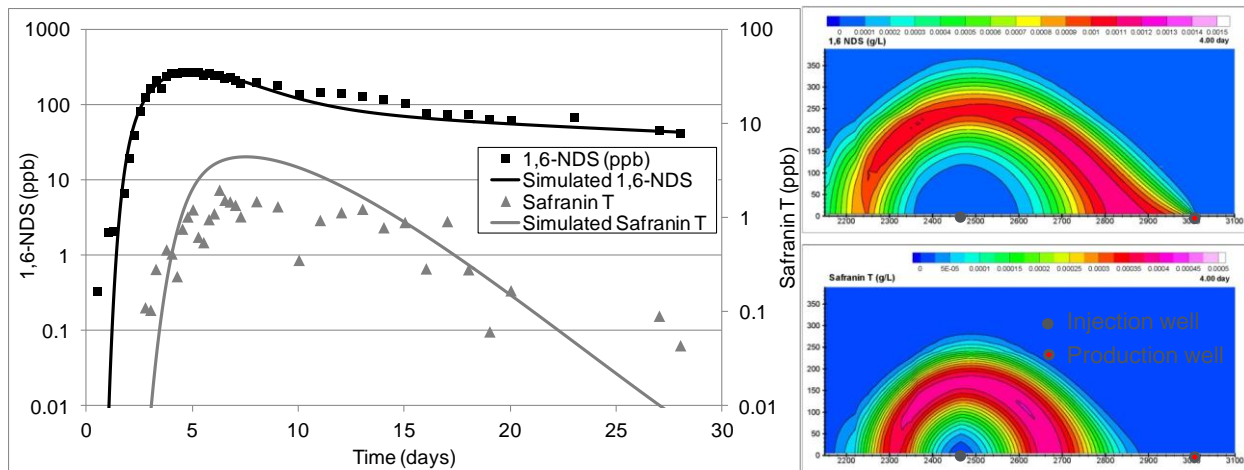 1000
100
10
1
0.1
0.01
1,6-NDS (ppb)
0
5
10
15
20
25
30
Time (days)
100
10
1
0.1
0.01
Safranin T (ppb)
1,6-NDS (ppb)
Simulated 1,6-NDS
Safranin T
Simulated Safranin T
0 0.0001 0.0002 0.0003 0.0004 0.0005 0.0006 0.0007 0.0008 0.0009 0.001 0.0011 0.0012 0.0013 0.0014 0.0015
1,6 NDS (g/L)
4.00 day
350
300
250
200
150
100
50
0
2200 2300 2400 2500 2600 2700 2800 2900 3000 3100
0 5E-05 0.0001 0.00015 0.0002 0.00025 0.0003 0.00035 0.0004 0.00045 0.0005
Safranin T (g/L)
4.00 day
350
300
250
200
150
100
50
0
2200 2300 2400 2500 2600 2700 2800 2900 3000 3100
Injection well
Production well